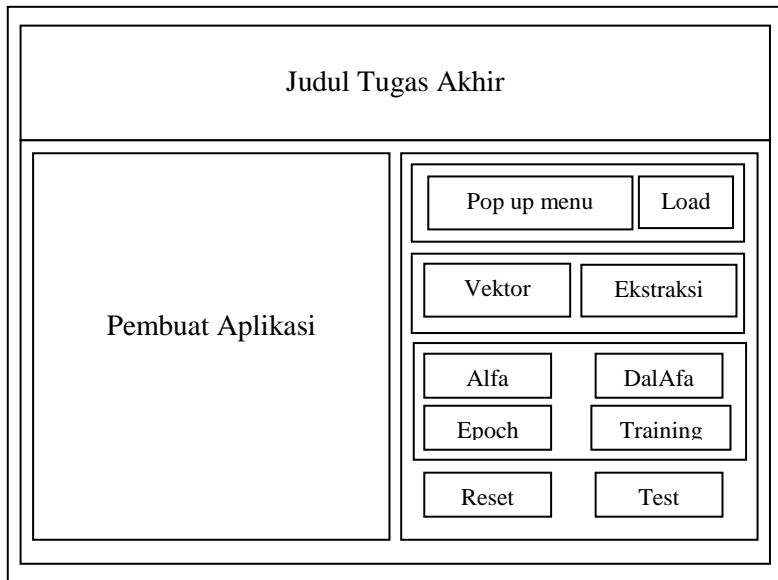 Judul Tugas Akhir
Pembuat Aplikasi
Pop up menu
Load
Vektor
Ekstraksi
Alfa
DalAfa
Epoch
Training
Reset
Test